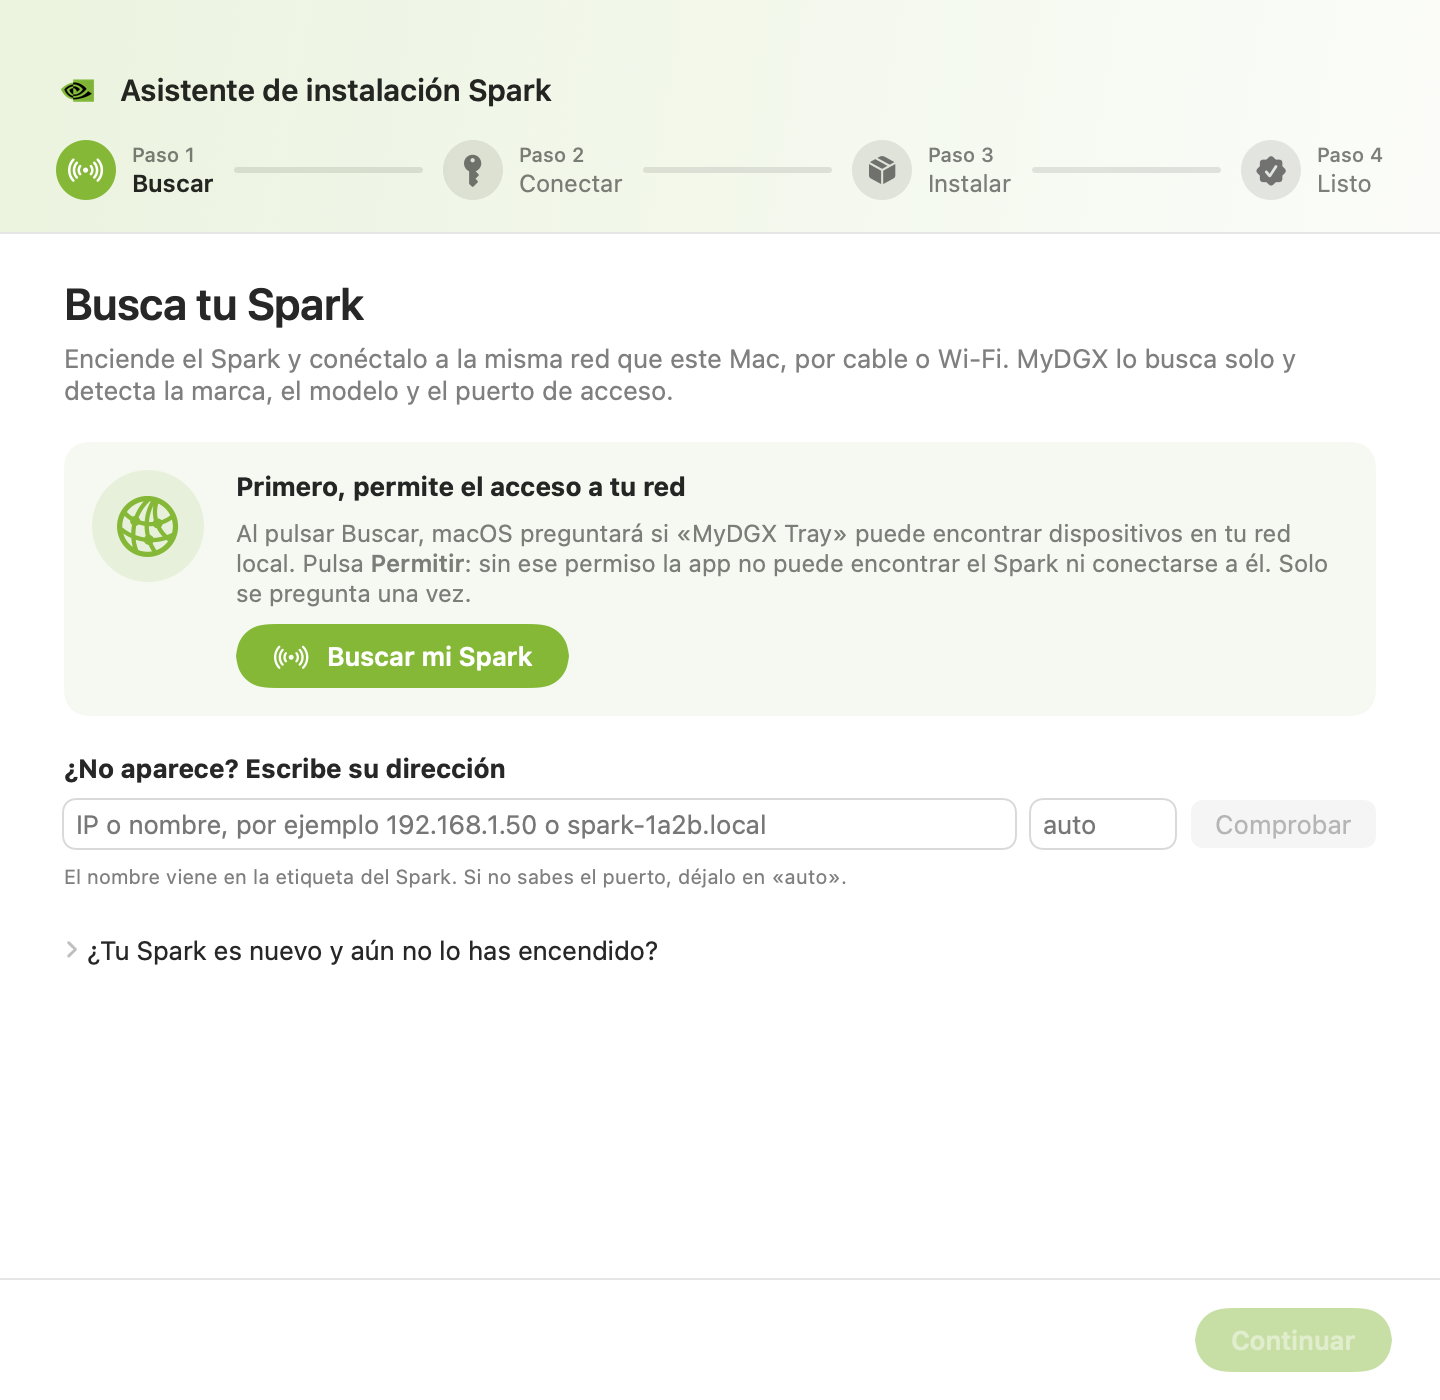 Asistente de instalación Spark
Paso 1
Buscar
Paso 2
Conectar
Paso 3
Instalar
Paso 4
Listo
Busca tu Spark
Enciende el Spark y conéctalo a la misma red que este Mac, por cable o Wi-Fi. MyDGX lo busca solo y
detecta la marca, el modelo y el puerto de acceso.
Primero, permite el acceso a tu red
Al pulsar Buscar, macOS preguntará si «MyDGX Tray» puede encontrar dispositivos en tu red
local. Pulsa Permitir: sin ese permiso la app no puede encontrar el Spark ni conectarse a él. Solo
se pregunta una vez.
Buscar mi Spark
¿No aparece? Escribe su dirección
IP o nombre, por ejemplo 192.168.1.50 o spark-1a2b.local
auto
Comprobar
El nombre viene en la etiqueta del Spark. Si no sabes el puerto, déjalo en «auto».
¿Tu Spark es nuevo y aún no lo has encendido?
Continuar